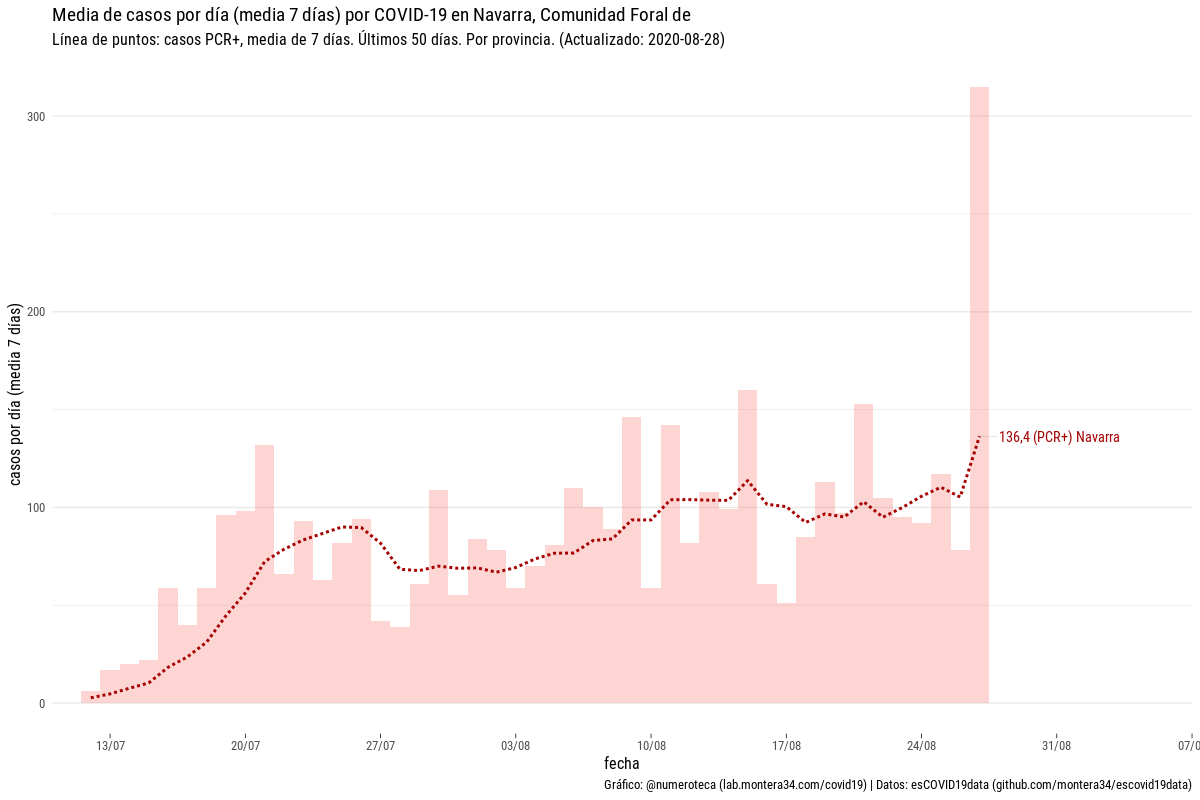 Media de casos por día (media 7 días) por COVID-19 en Navarra, Comunidad Foral de
Línea de puntos: casos PCR+, media de 7 días. Últimos 50 días. Por provincia. (Actualizado: 2020-08-28)
casos por día (media 7 días)
300
200
100
0
136,4 (PCR+) Navarra
13/07
20/07
27/07
03/08
10/08
17/08
24/08
31/08
07/0
fecha
Gráfico: @numeroteca (lab.montera34.com/covid19) | Datos: esCOVID19data (github.com/montera34/escovid19data)